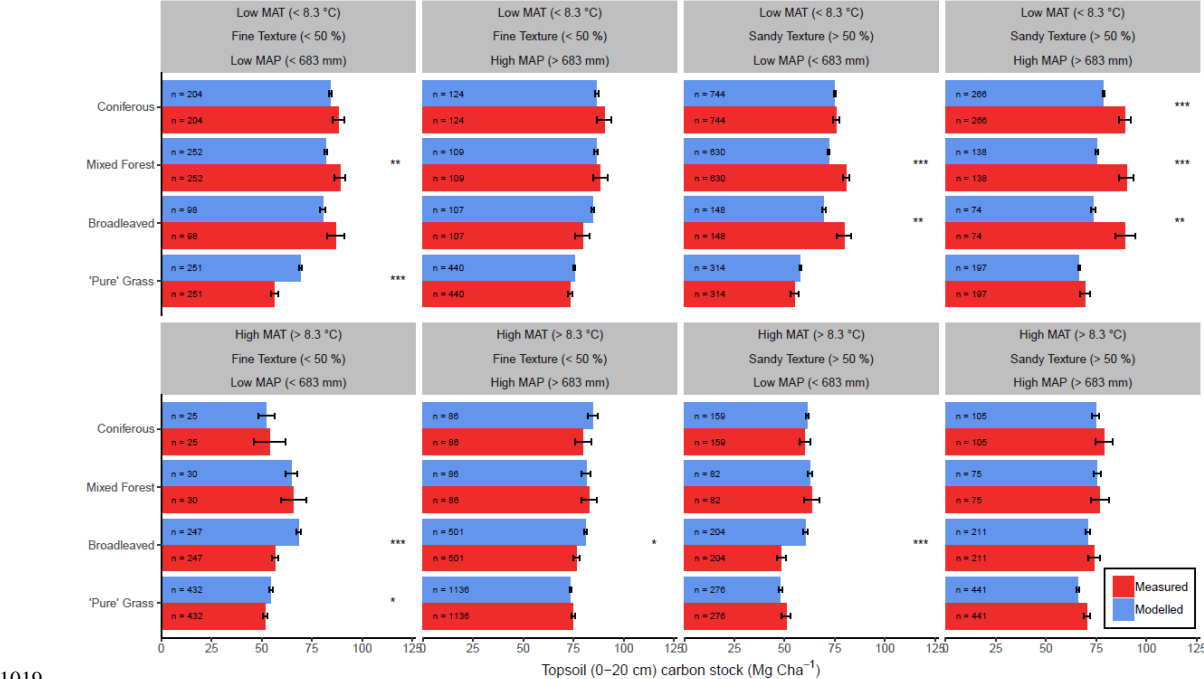 Low MAT (< 8.3 °C) Low MAT (< 8.3 °C) Low MAT (< 8.3 °C) Low MAT (< 8.3 °C)
Fine Texture (< 50 %) Fine Texture (< 50 %) Sandy Texture (> 50 %) Sandy Texture (> 50 %)
Low MAP (< 683 mm) High MAP (> 683 mm) Low MAP (< 683 mm) High MAP (> 683 mm)
n = 204 n = 124 n = 744 n = 266
Coniferous ***
n = 204 n = 124 n = 744 n = 266
n = 252 n = 109 n = 630 n = 138
Mixed Forest ** *** ***
n = 252 n = 109 n = 630 n = 138
n = 98 n = 107 n = 148 n = 74
Broadleaved ** **
n = 98 n = 107 n = 148 n = 74
n = 251 n = 440 n = 314 n = 197
'Pure' Grass ***
n = 251 n = 440 n = 314 n = 197
High MAT (> 8.3 °C) High MAT (> 8.3 °C) High MAT (> 8.3 °C) High MAT (> 8.3 °C)
Fine Texture (< 50 %) Fine Texture (< 50 %) Sandy Texture (> 50 %) Sandy Texture (> 50 %)
Low MAP (< 683 mm) High MAP (> 683 mm) Low MAP (< 683 mm) High MAP (> 683 mm)
n = 25 n = 86 n = 159 n = 105
Coniferous
n = 25 n = 86 n = 159 n = 105
n = 30 n = 86 n = 82 n = 75
Mixed Forest
n = 30 n = 86 n = 82 n = 75
n = 247 n = 501 n = 204 n = 211
Broadleaved *** * ***
n = 247 n = 501 n = 204 n = 211
n = 432 n = 1136 n = 276 n = 441
'Pure' Grass *
n = 432 n = 1136 n = 276 n = 441
Measured
Modelled
0 25 50 75 100 125 0 25 50 75 100 125 0 25 50 75 100 125 0 25 50 75 100 125
Topsoil (0−20 cm) carbon stock (Mg Cha⁻¹)
1019